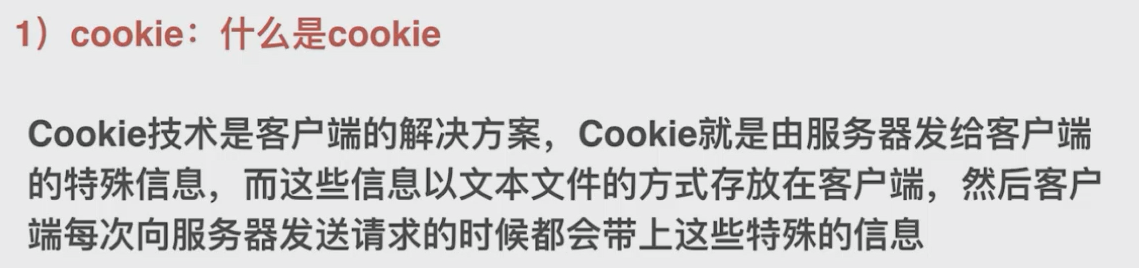 1）cookie：什么是cookie
Cookie技术是客户端的解决方案，Cookie就是由服务器发给客户端
的特殊信息，而这些信息以文本文件的方式存放在客户端，然后客户
端每次向服务器发送请求的时候都会带上这些特殊的信息